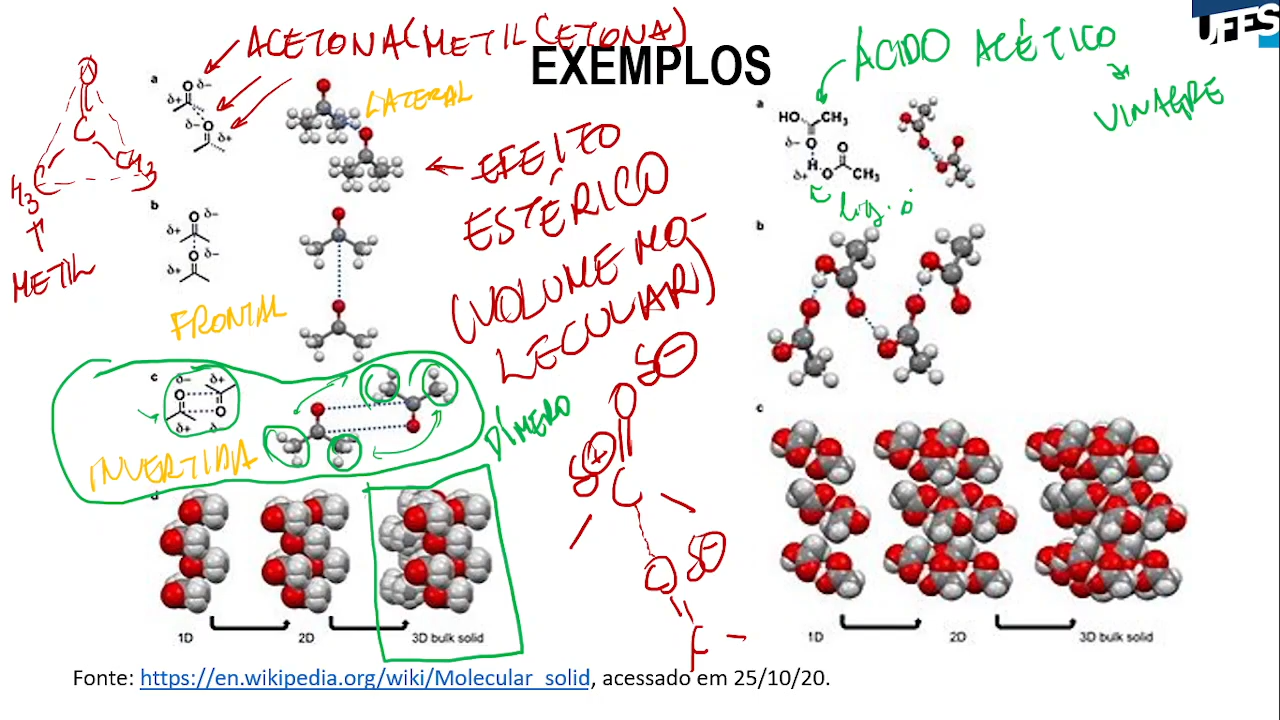 UFES
EXEMPLOS
ACETONA (METIL CETONA)
ÁCIDO ACÉTICO
↘ VINAGRE
O
C
H3C CH3
METIL
a
O δ−
δ+
δ− O
δ+
LATERAL
← EFEITO
ESTÉRICO
(VOLUME MO-
LECULAR)
b
O δ−
δ+
O δ−
δ+
FRONTAL
c
δ− δ+
O
O
δ+ δ
INVERTIDA
DÍMERO
d
1D 2D 3D bulk solid
δ−
O
δ+
C
O δ−
a
HO CH3
O
δ−
H O
δ+ O CH3
b
c
1D 2D 3D bulk solid
Fonte: https://en.wikipedia.org/wiki/Molecular_solid, acessado em 25/10/20.